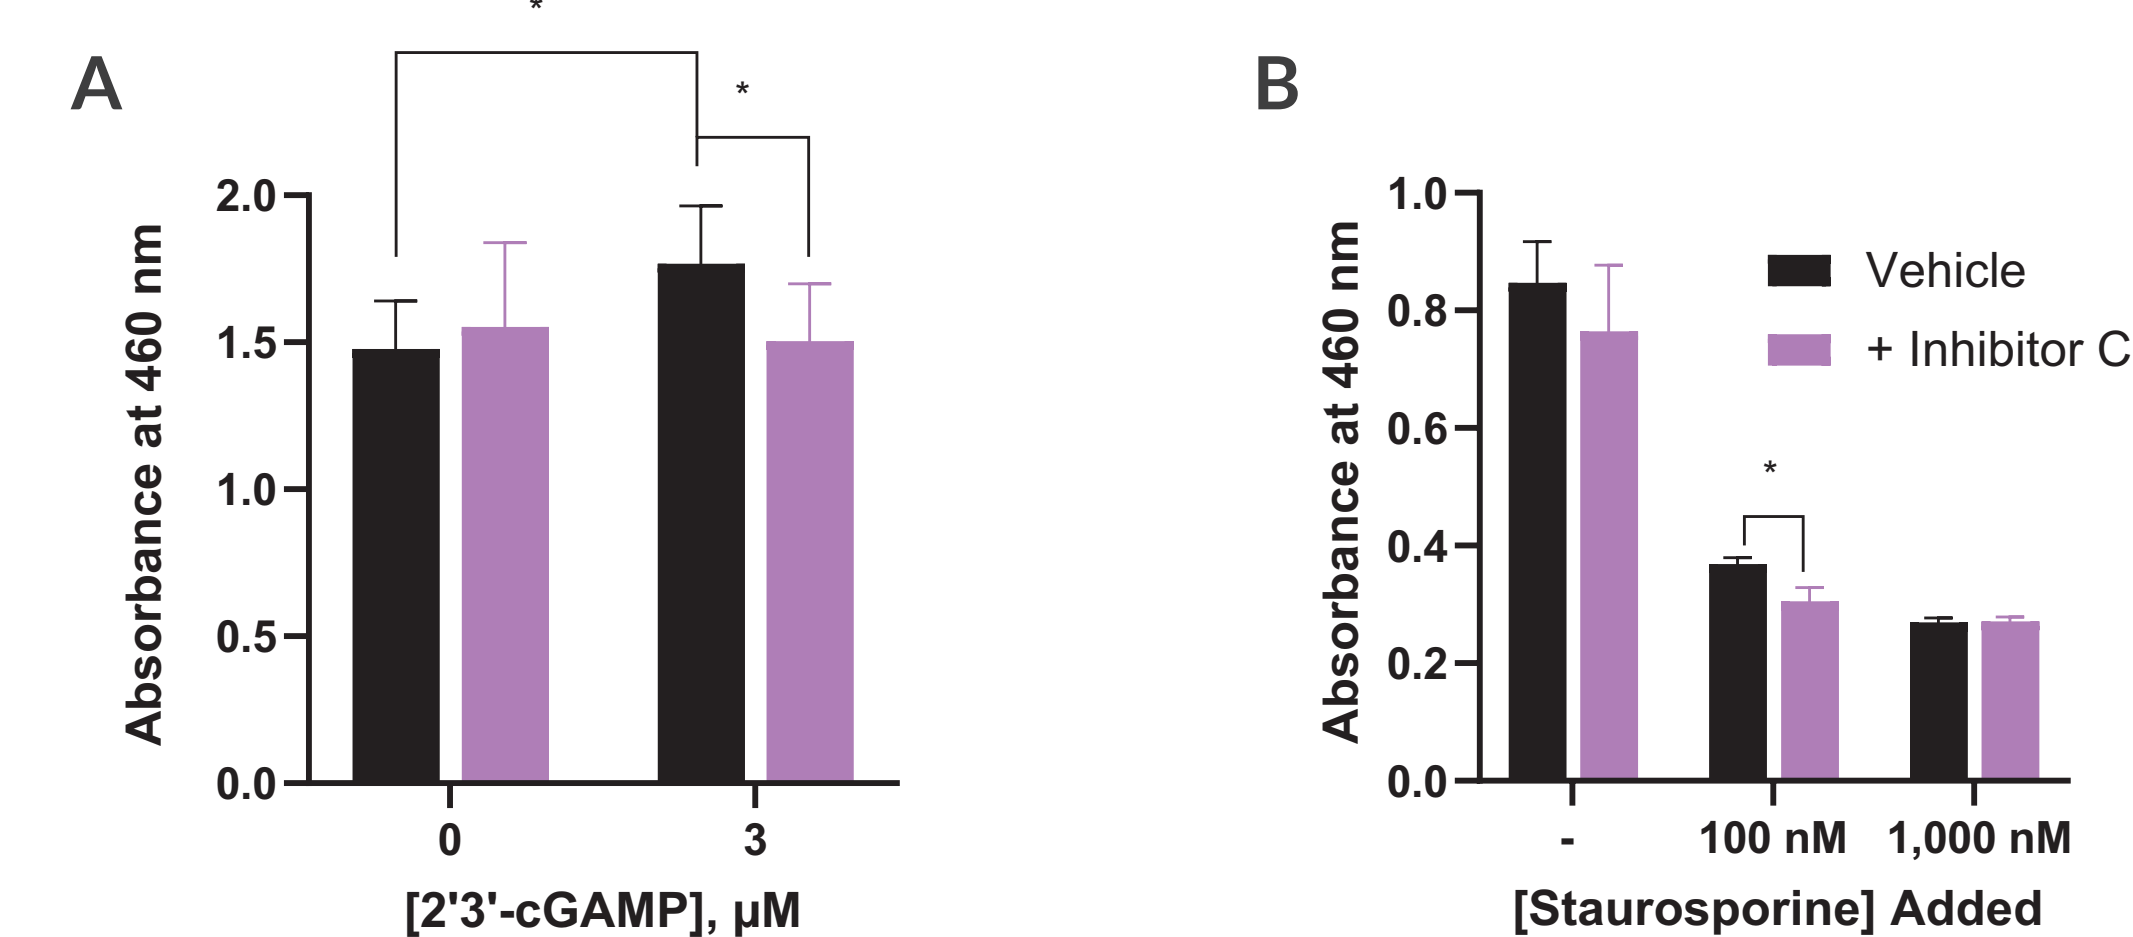 *
A
*
2.0
1.5
1.0
0.5
0.0
Absorbance at 460 nm
0 3
[2'3'-cGAMP], µM
B
1.0
0.8
0.6
0.4
0.2
0.0
Absorbance at 460 nm
*
Vehicle
+ Inhibitor C
- 100 nM 1,000 nM
[Staurosporine] Added